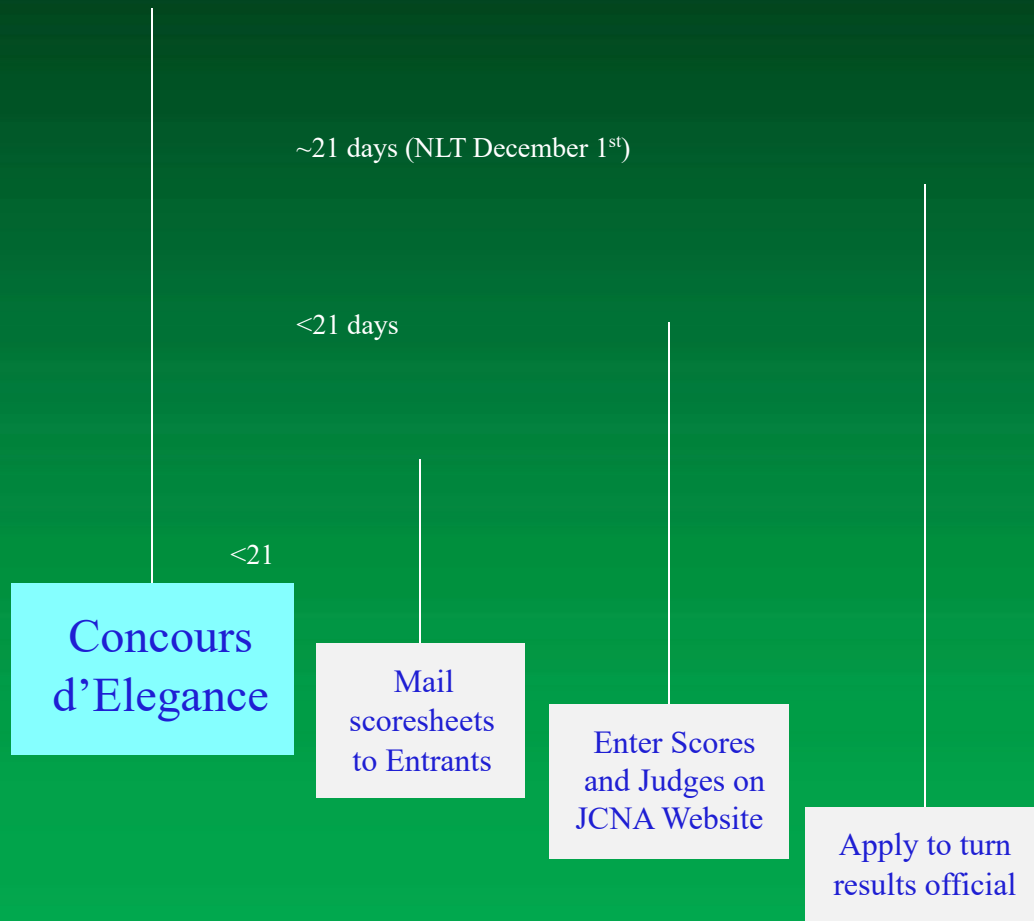 ~21 days (NLT December 1st)
<21 days
<21
Concours
d’Elegance
Mail
scoresheets
to Entrants
Enter Scores
and Judges on
JCNA Website
Apply to turn
results official